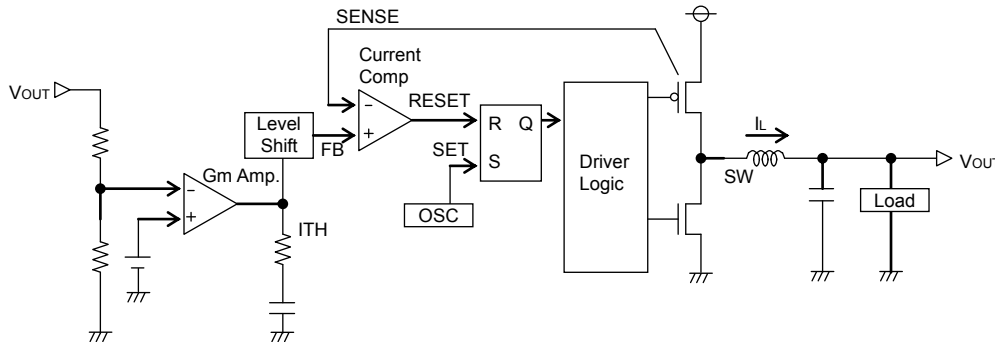 SENSE
Current
Comp
VOUT
RESET
Level
Shift
R Q
FB
SET
S
Gm Amp.
IL
Driver
Logic
SW
VOUT
OSC
Load
ITH
-
+
-
+